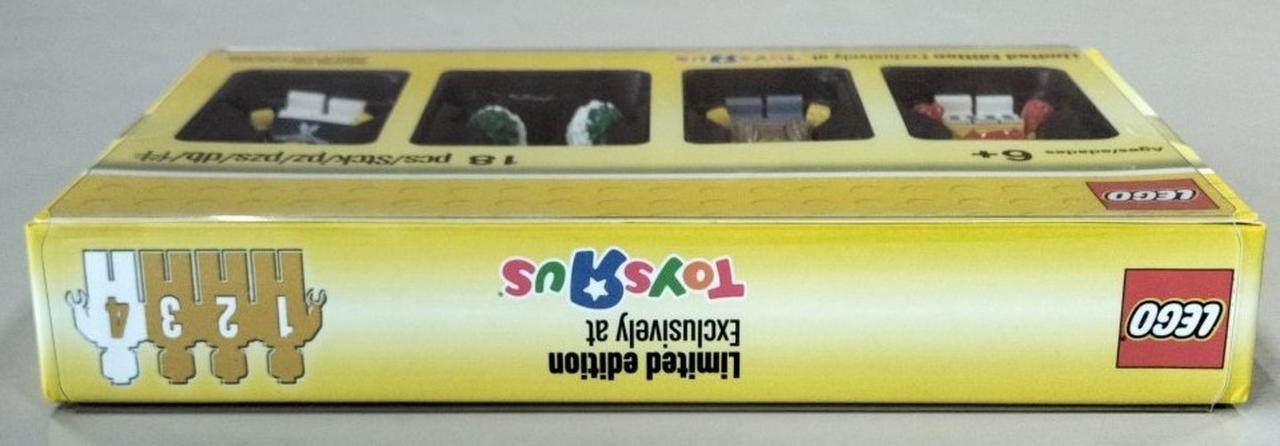 LEGO
Limited edition
Exclusively at
ToysRUs
1 2 3 4
LEGO
Ages/edades 6+
18 pcs/Stck/pz/pzs/db/件
Limited Edition Exclusively at ToysRUs